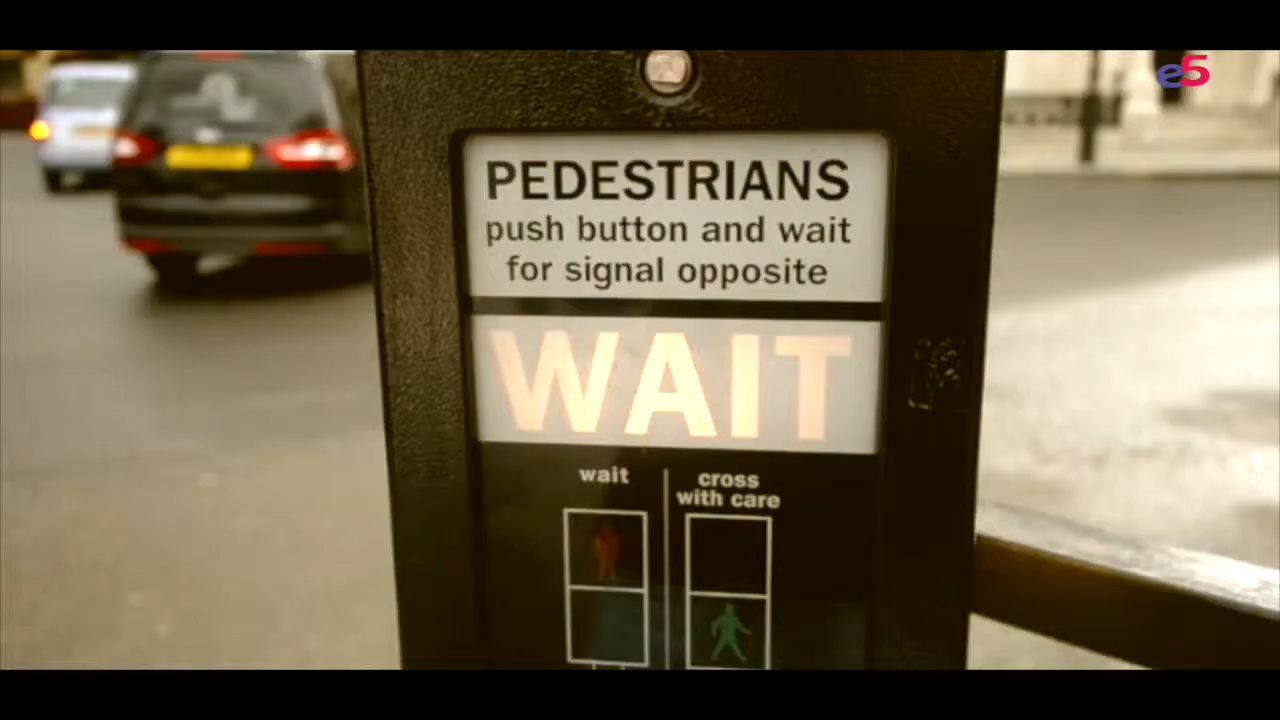 e5
PEDESTRIANS
push button and wait
for signal opposite
WAIT
wait
cross
with care